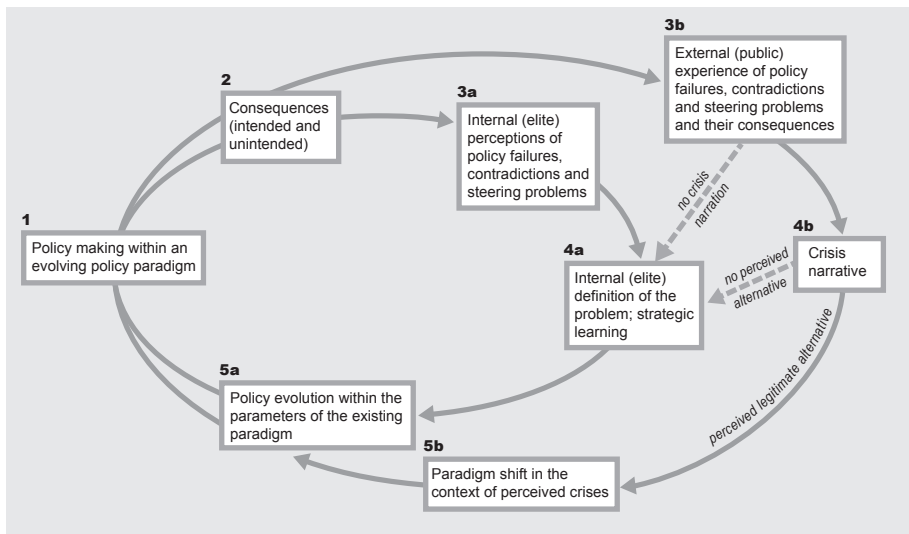 1
Policy making within an
evolving policy paradigm
2
Consequences
(intended and
unintended)
3a
Internal (elite)
perceptions of
policy failures,
contradictions and
steering problems
3b
External (public)
experience of policy
failures, contradictions
and steering problems
and their consequences
no crisis
narration
4a
Internal (elite)
definition of the
problem; strategic
learning
4b
Crisis
narrative
no perceived
alternative
perceived legitimate alternative
5a
Policy evolution within the
parameters of the existing
paradigm
5b
Paradigm shift in the
context of perceived crises